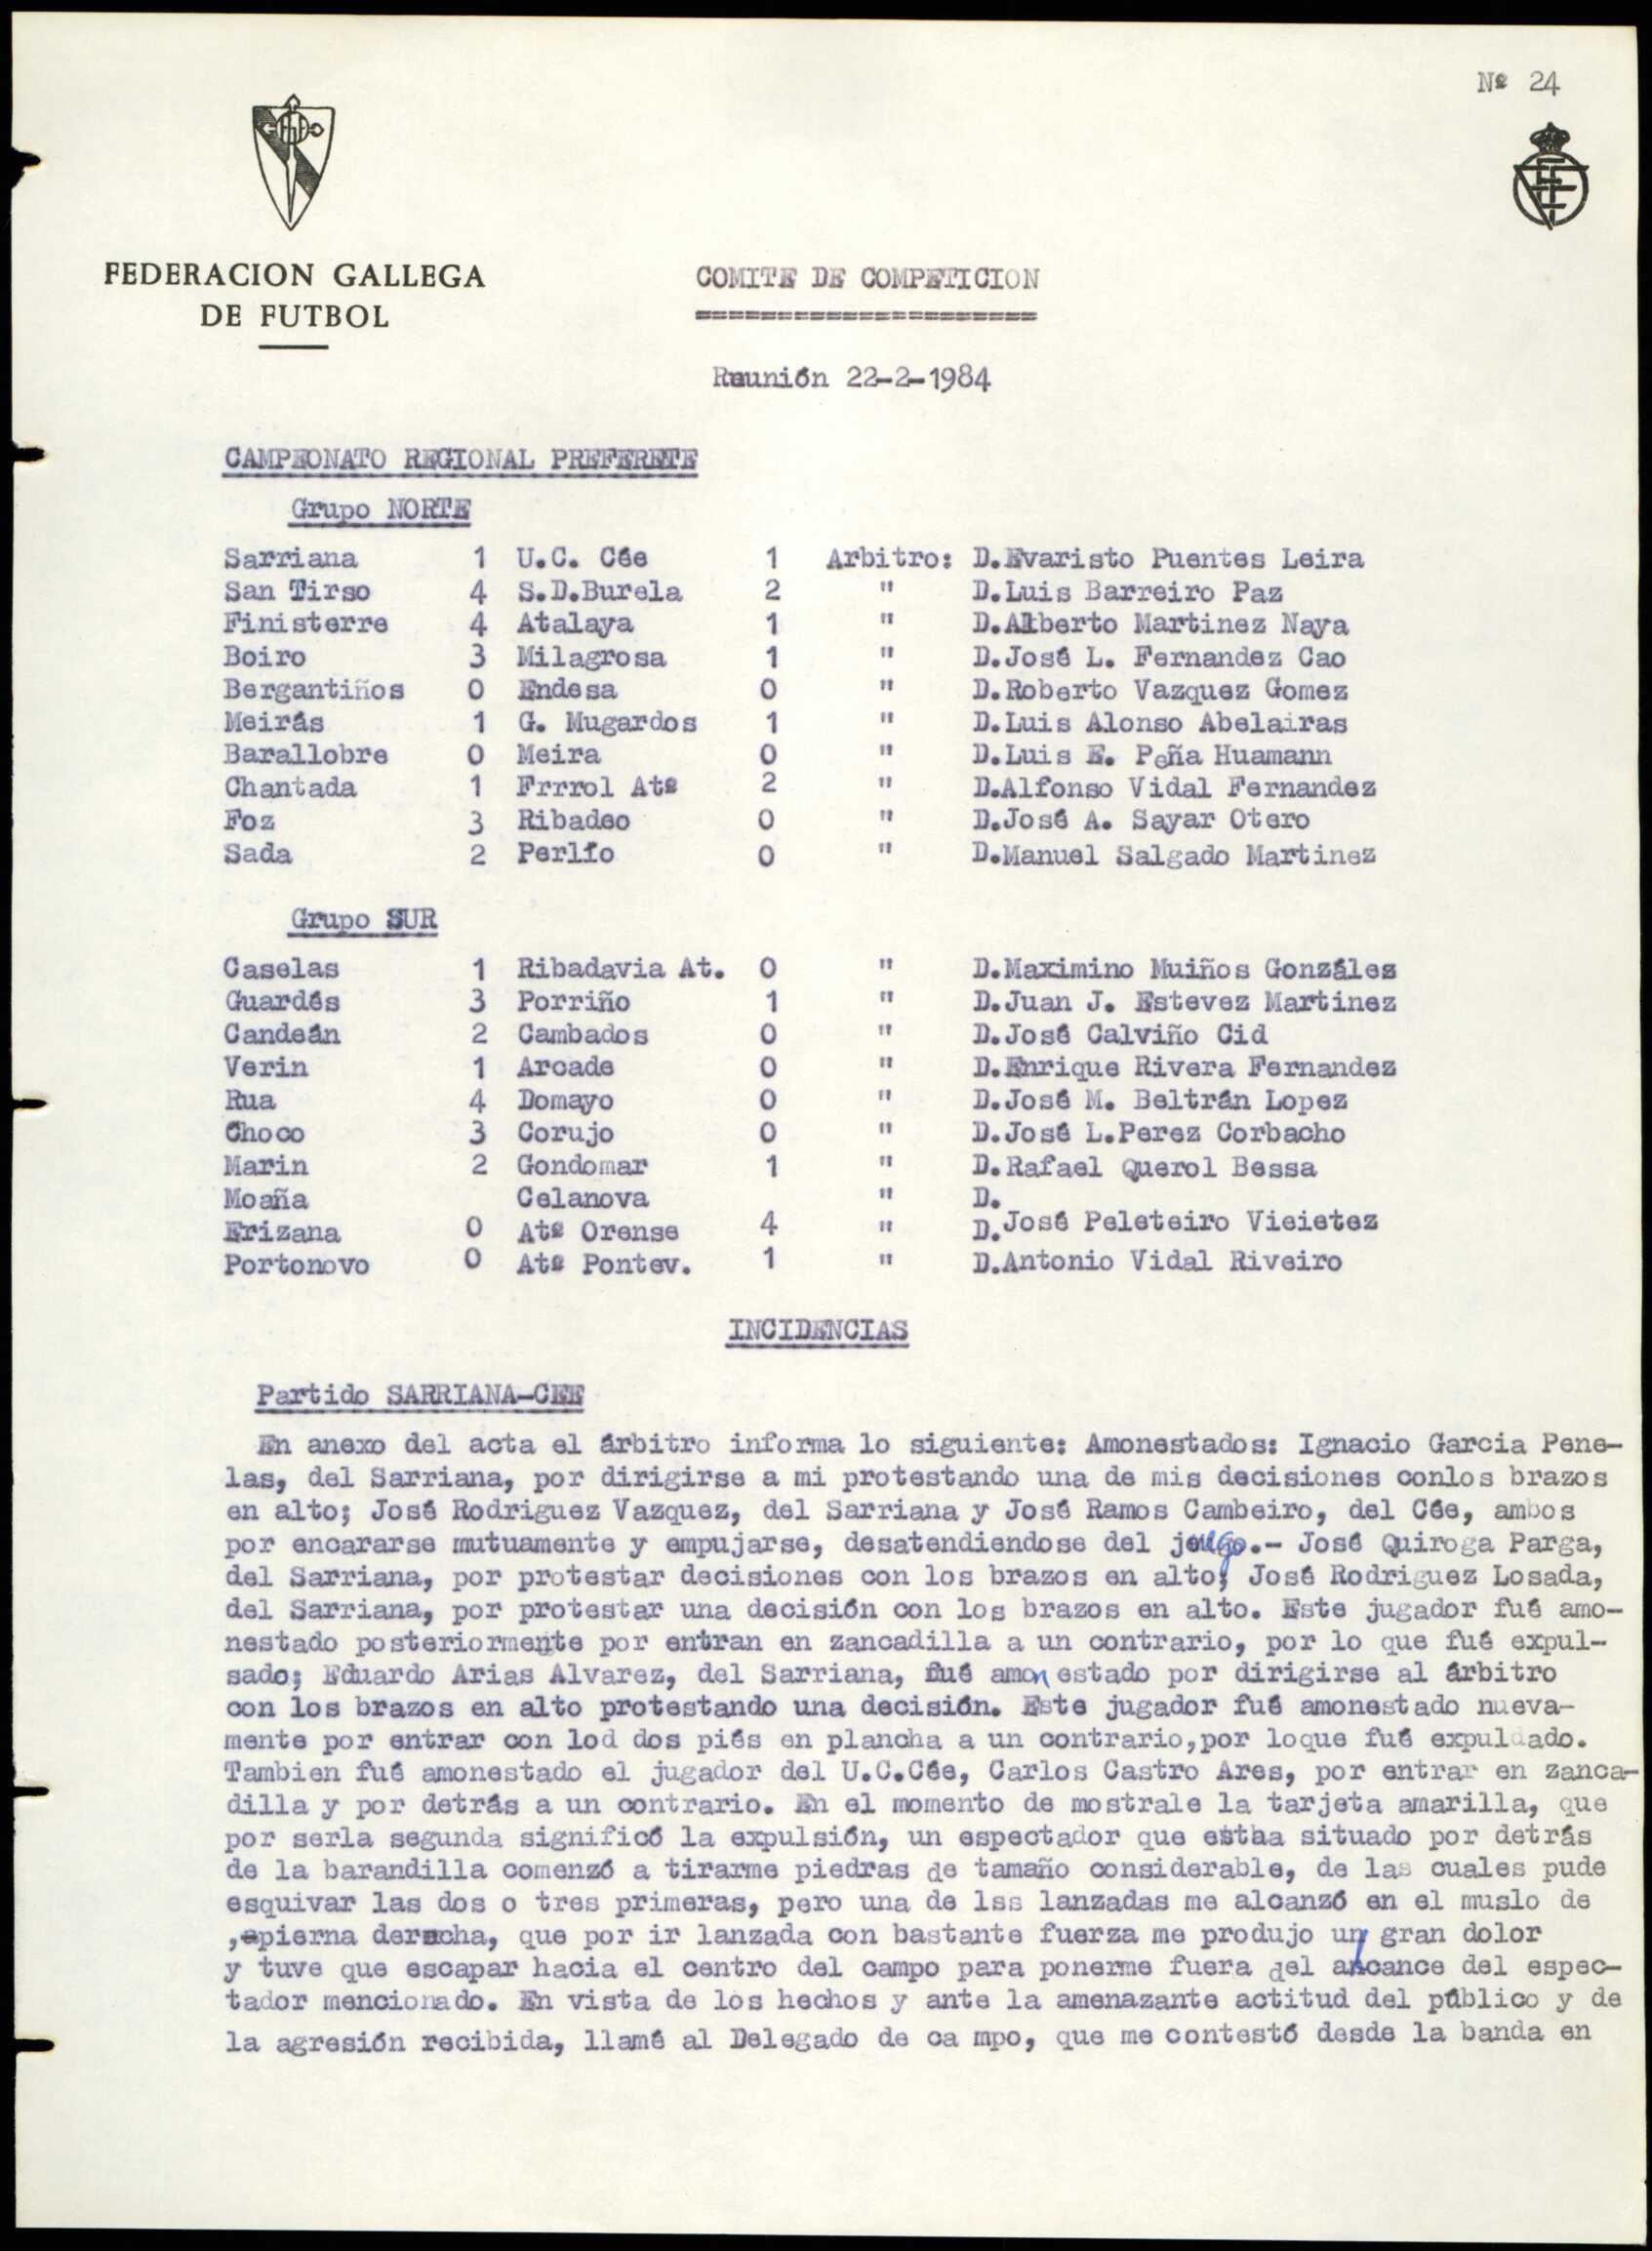 Nº 24
FEDERACION GALLEGA
DE FUTBOL
COMITE DE COMPETICION
=====================
Reunión 22-2-1984
CAMPEONATO REGIONAL PREFERETE
Grupo NORTE
Sarriana 1 U.C. Cée 1 Arbitro: D.Evaristo Puentes Leira
San Tirso 4 S.D.Burela 2 " D.Luis Barreiro Paz
Finisterre 4 Atalaya 1 " D.Alberto Martinez Naya
Boiro 3 Milagrosa 1 " D.José L. Fernandez Cao
Bergantiños 0 Endesa 0 " D.Roberto Vazquez Gomez
Meirás 1 G. Mugardos 1 " D.Luis Alonso Abelairas
Barallobre 0 Meira 0 " D.Luis E. Peña Huamann
Chantada 1 Frrrol Atº 2 " D.Alfonso Vidal Fernandez
Foz 3 Ribadeo 0 " D.José A. Sayar Otero
Sada 2 Perlío 0 " D.Manuel Salgado Martinez
Grupo SUR
Caselas 1 Ribadavia At. 0 " D.Maximino Muiños Gonzáles
Guardés 3 Porriño 1 " D.Juan J. Estevez Martinez
Candeán 2 Cambados 0 " D.José Calviño Cid
Verin 1 Arcade 0 " D.Enrique Rivera Fernandez
Rua 4 Domayo 0 " D.José M. Beltrán Lopez
Choco 3 Corujo 0 " D.José L.Perez Corbacho
Marin 2 Gondomar 1 " D.Rafael Querol Bessa
Moaña Celanova " D.
Erizana 0 Atº Orense 4 " D.José Peleteiro Vieietez
Portonovo 0 Atº Pontev. 1 " D.Antonio Vidal Riveiro
INCIDENCIAS
Partido SARRIANA-CEE
En anexo del acta el árbitro informa lo siguiente: Amonestados: Ignacio Garcia Pene-
las, del Sarriana, por dirigirse a mi protestando una de mis decisiones conlos brazos
en alto; José Rodriguez Vazquez, del Sarriana y José Ramos Cambeiro, del Cée, ambos
por encararse mutuamente y empujarse, desatendiendose del juego.- José Quiroga Parga,
del Sarriana, por protestar decisiones con los brazos en alto; José Rodriguez Losada,
del Sarriana, por protestar una decisión con los brazos en alto. Este jugador fué amo-
nestado posteriormente por entran en zancadilla a un contrario, por lo que fué expul-
sado; Eduardo Arias Alvarez, del Sarriana, fué amonestado por dirigirse al árbitro
con los brazos en alto protestando una decisión. Este jugador fué amonestado nueva-
mente por entrar con lod dos piés en plancha a un contrario,por loque fué expuldado.
Tambien fué amonestado el jugador del U.C.Cée, Carlos Castro Ares, por entrar en zanca-
dilla y por detrás a un contrario. En el momento de mostrale la tarjeta amarilla, que
por serla segunda significó la expulsión, un espectador que estba situado por detrás
de la barandilla comenzó a tirarme piedras de tamaño considerable, de las cuales pude
esquivar las dos o tres primeras, pero una de lss lanzadas me alcanzó en el muslo de
,epierna derecha, que por ir lanzada con bastante fuerza me produjo un gran dolor
y tuve que escapar hacia el centro del campo para ponerme fuera del alcance del espec-
tador mencionado. En vista de los hechos y ante la amenazante actitud del público y de
la agresión recibida, llamé al Delegado de ca mpo, que me contestó desde la banda en